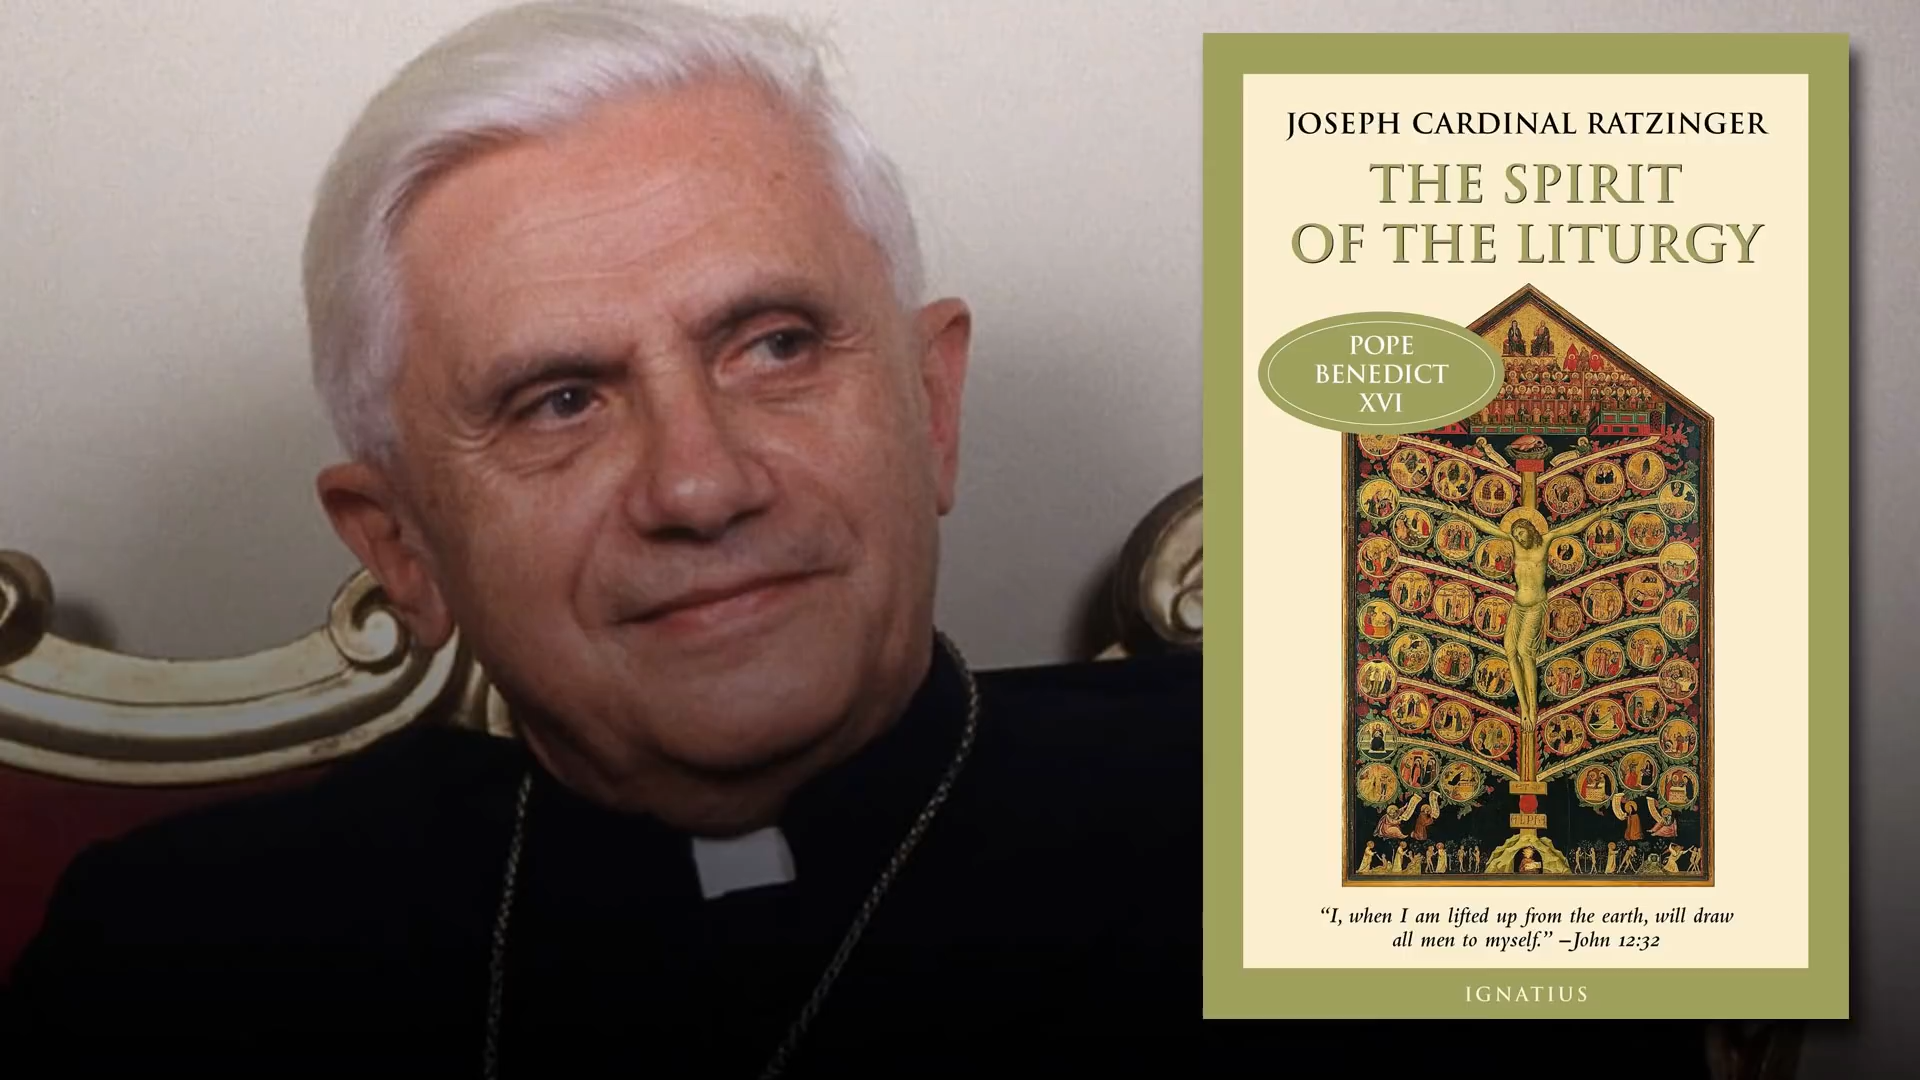 JOSEPH CARDINAL RATZINGER
THE SPIRIT
OF THE LITURGY
POPE
BENEDICT
XVI
“I, when I am lifted up from the earth, will draw
all men to myself.” –John 12:32
IGNATIUS